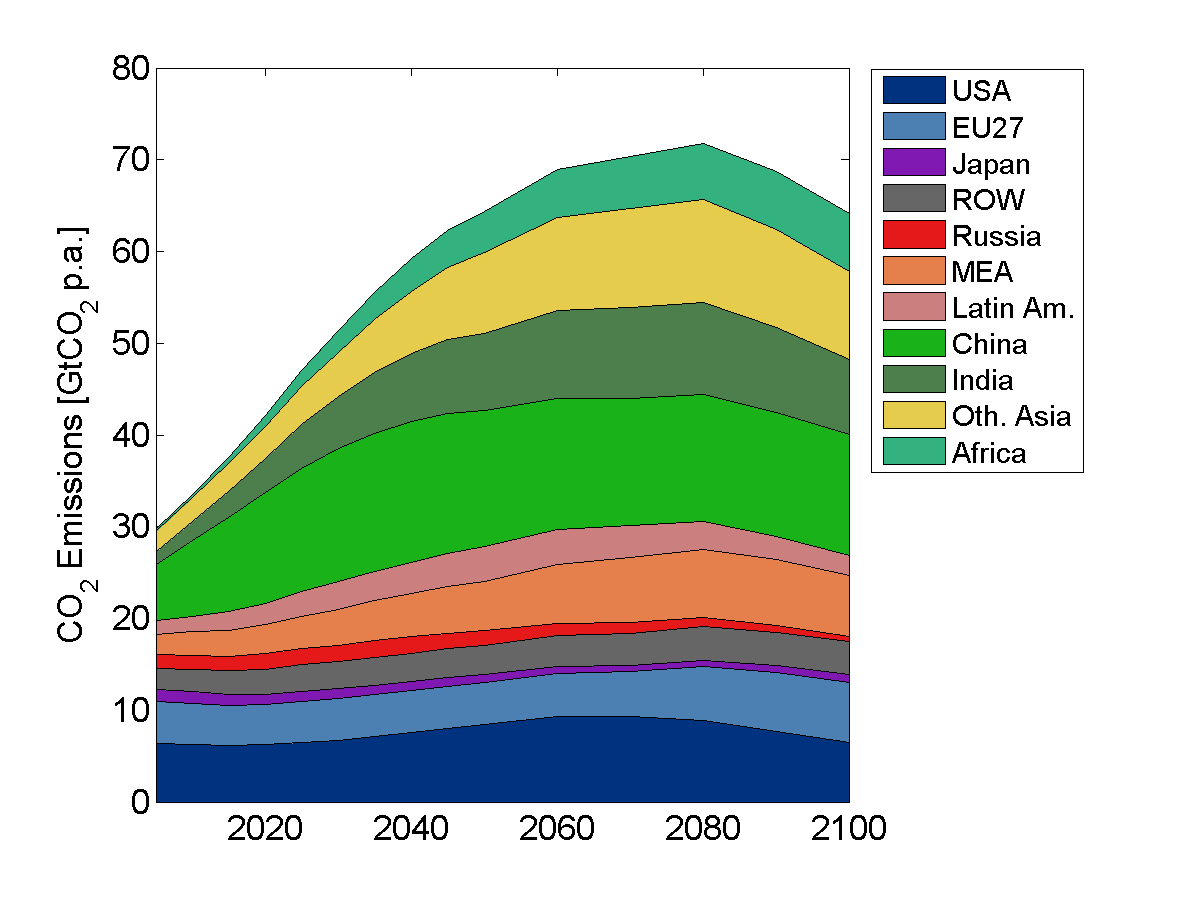 80
70
60
50
40
30
20
10
0
CO2 Emissions [GtCO2 p.a.]
2020 2040 2060 2080 2100
USA
EU27
Japan
ROW
Russia
MEA
Latin Am.
China
India
Oth. Asia
Africa